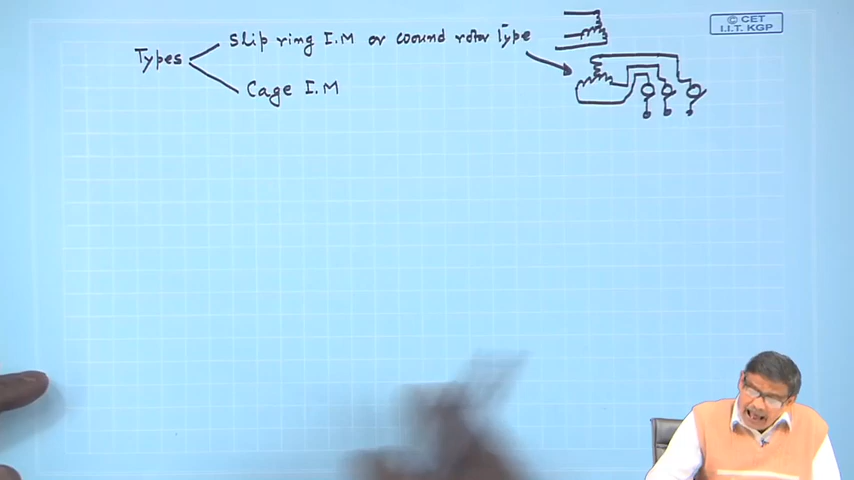 © CET
I.I.T. KGP
Types
Slip ring I.M or wound rotor Type
Cage I.M